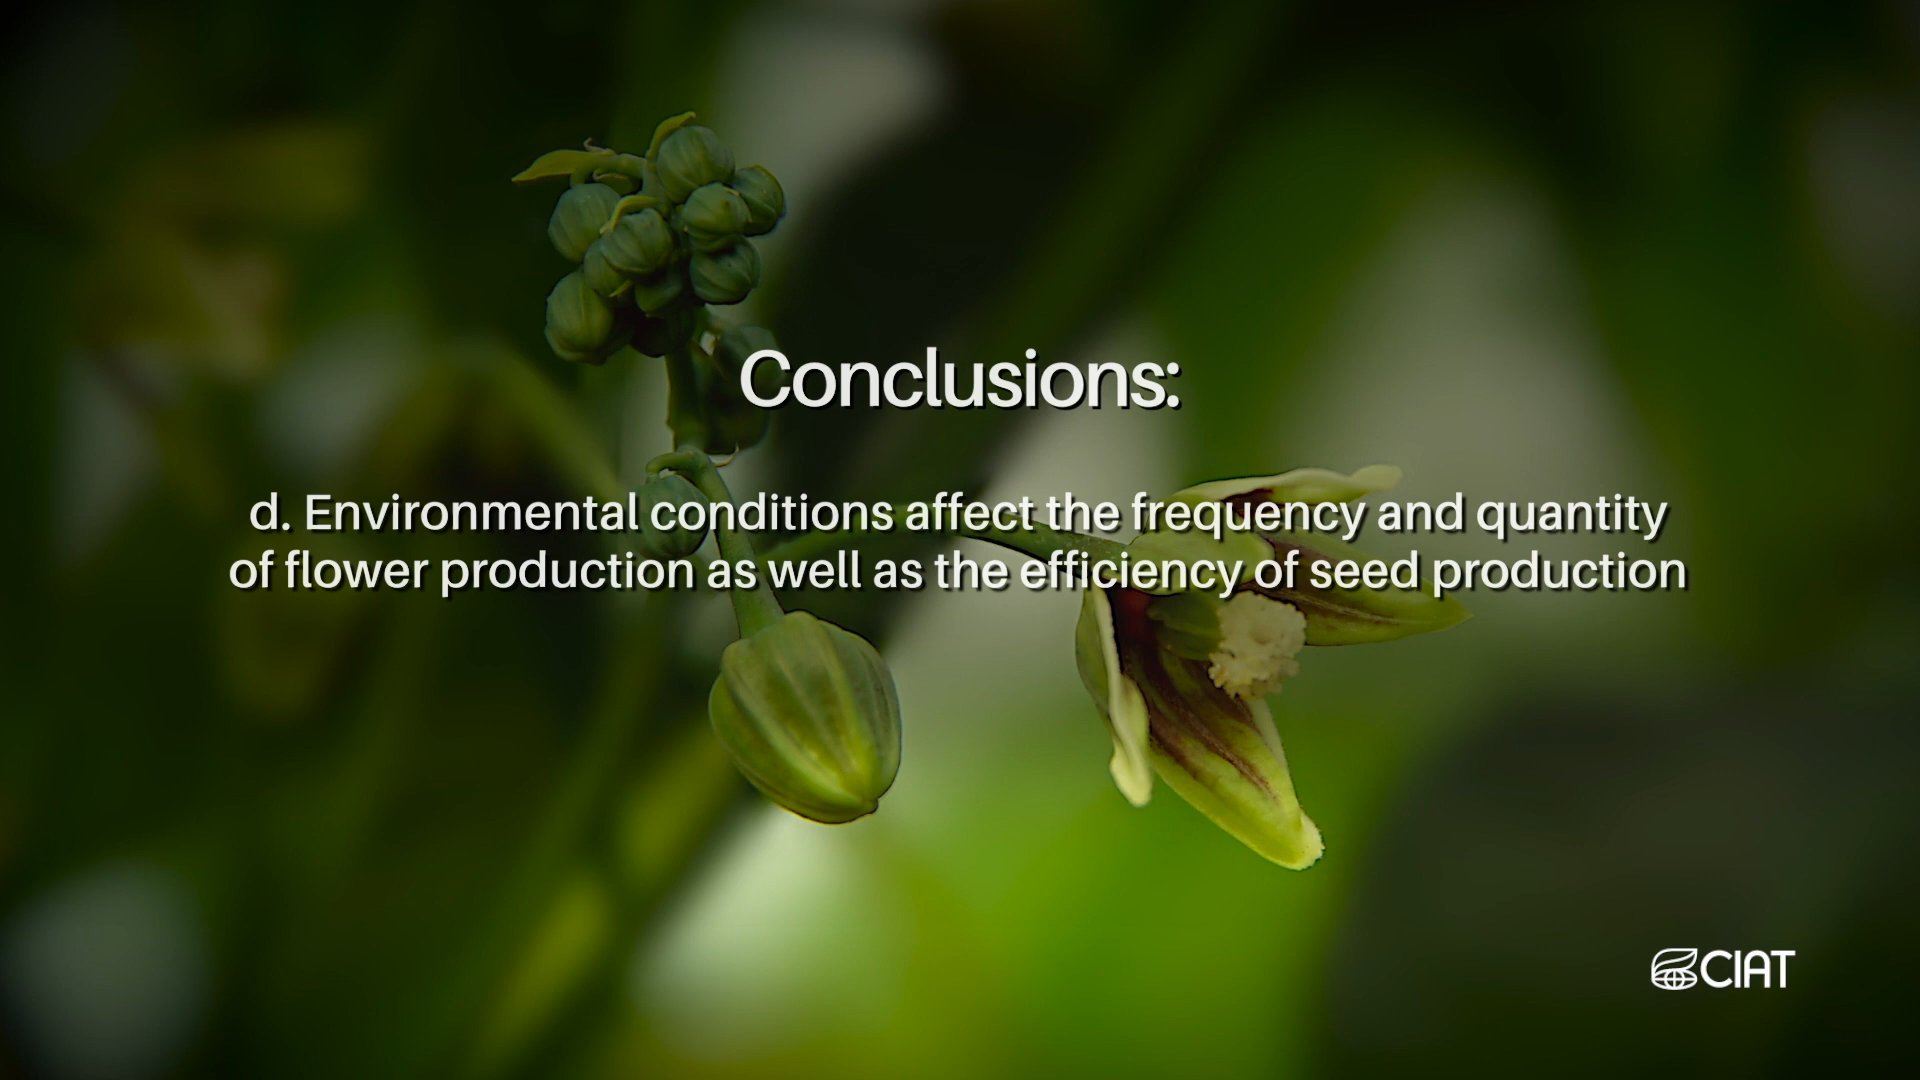 Conclusions:
d. Environmental conditions affect the frequency and quantity
of flower production as well as the efficiency of seed production
CIAT